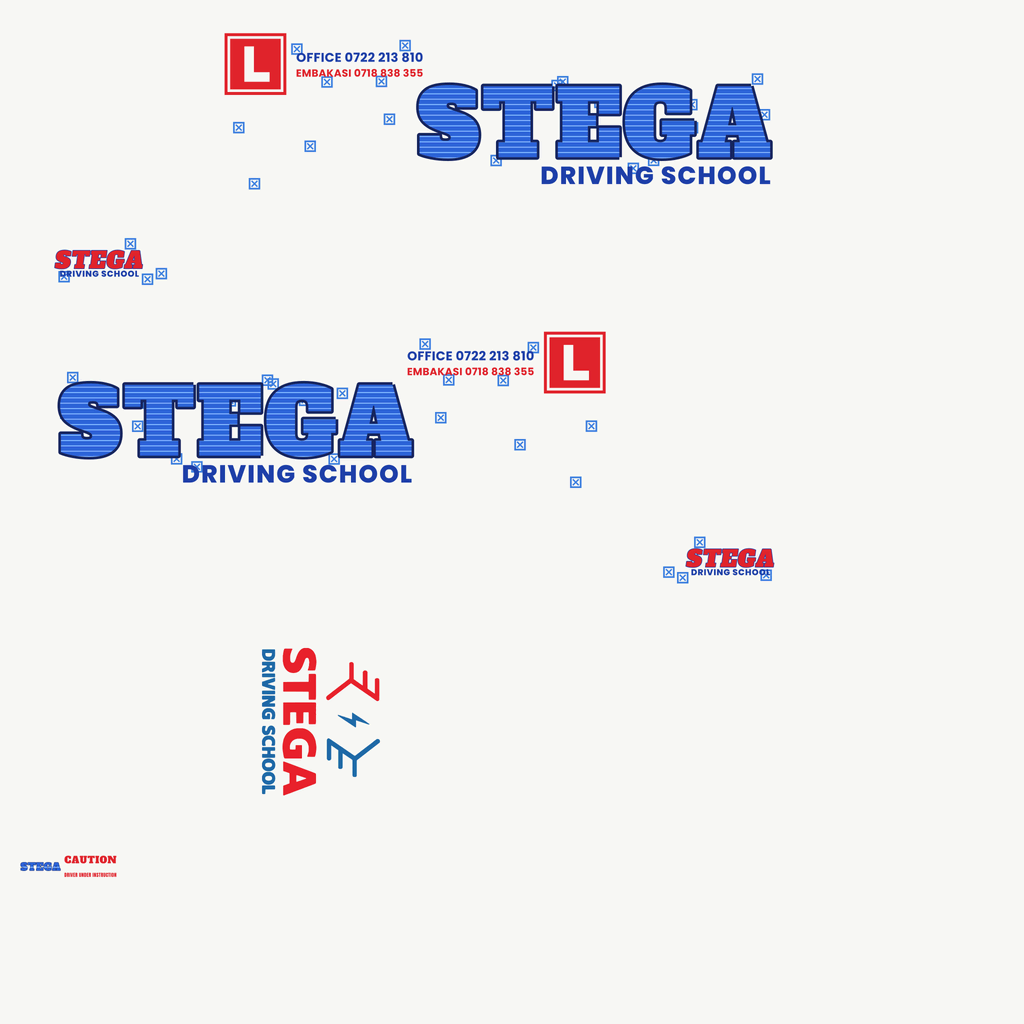 L
OFFICE 0722 213 810
EMBAKASI 0718 838 355
STEGA
DRIVING SCHOOL
STEGA
DRIVING SCHOOL
OFFICE 0722 213 810
EMBAKASI 0718 838 355
L
STEGA
DRIVING SCHOOL
STEGA
DRIVING SCHOOL
STEGA
DRIVING SCHOOL
STEGA
CAUTION
DRIVER UNDER INSTRUCTION